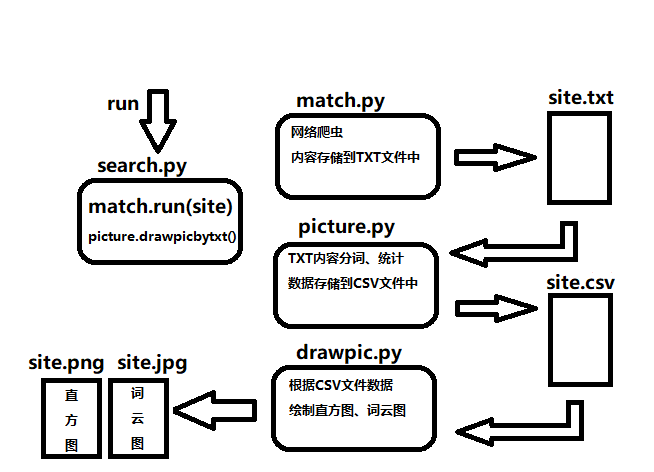 run
search.py
match.run(site)
picture.drawpicbytxt()
match.py
网络爬虫
内容存储到TXT文件中
site.txt
picture.py
TXT内容分词、统计
数据存储到CSV文件中
site.csv
drawpic.py
根据CSV文件数据
绘制直方图、词云图
site.png
直
方
图
site.jpg
词
云
图